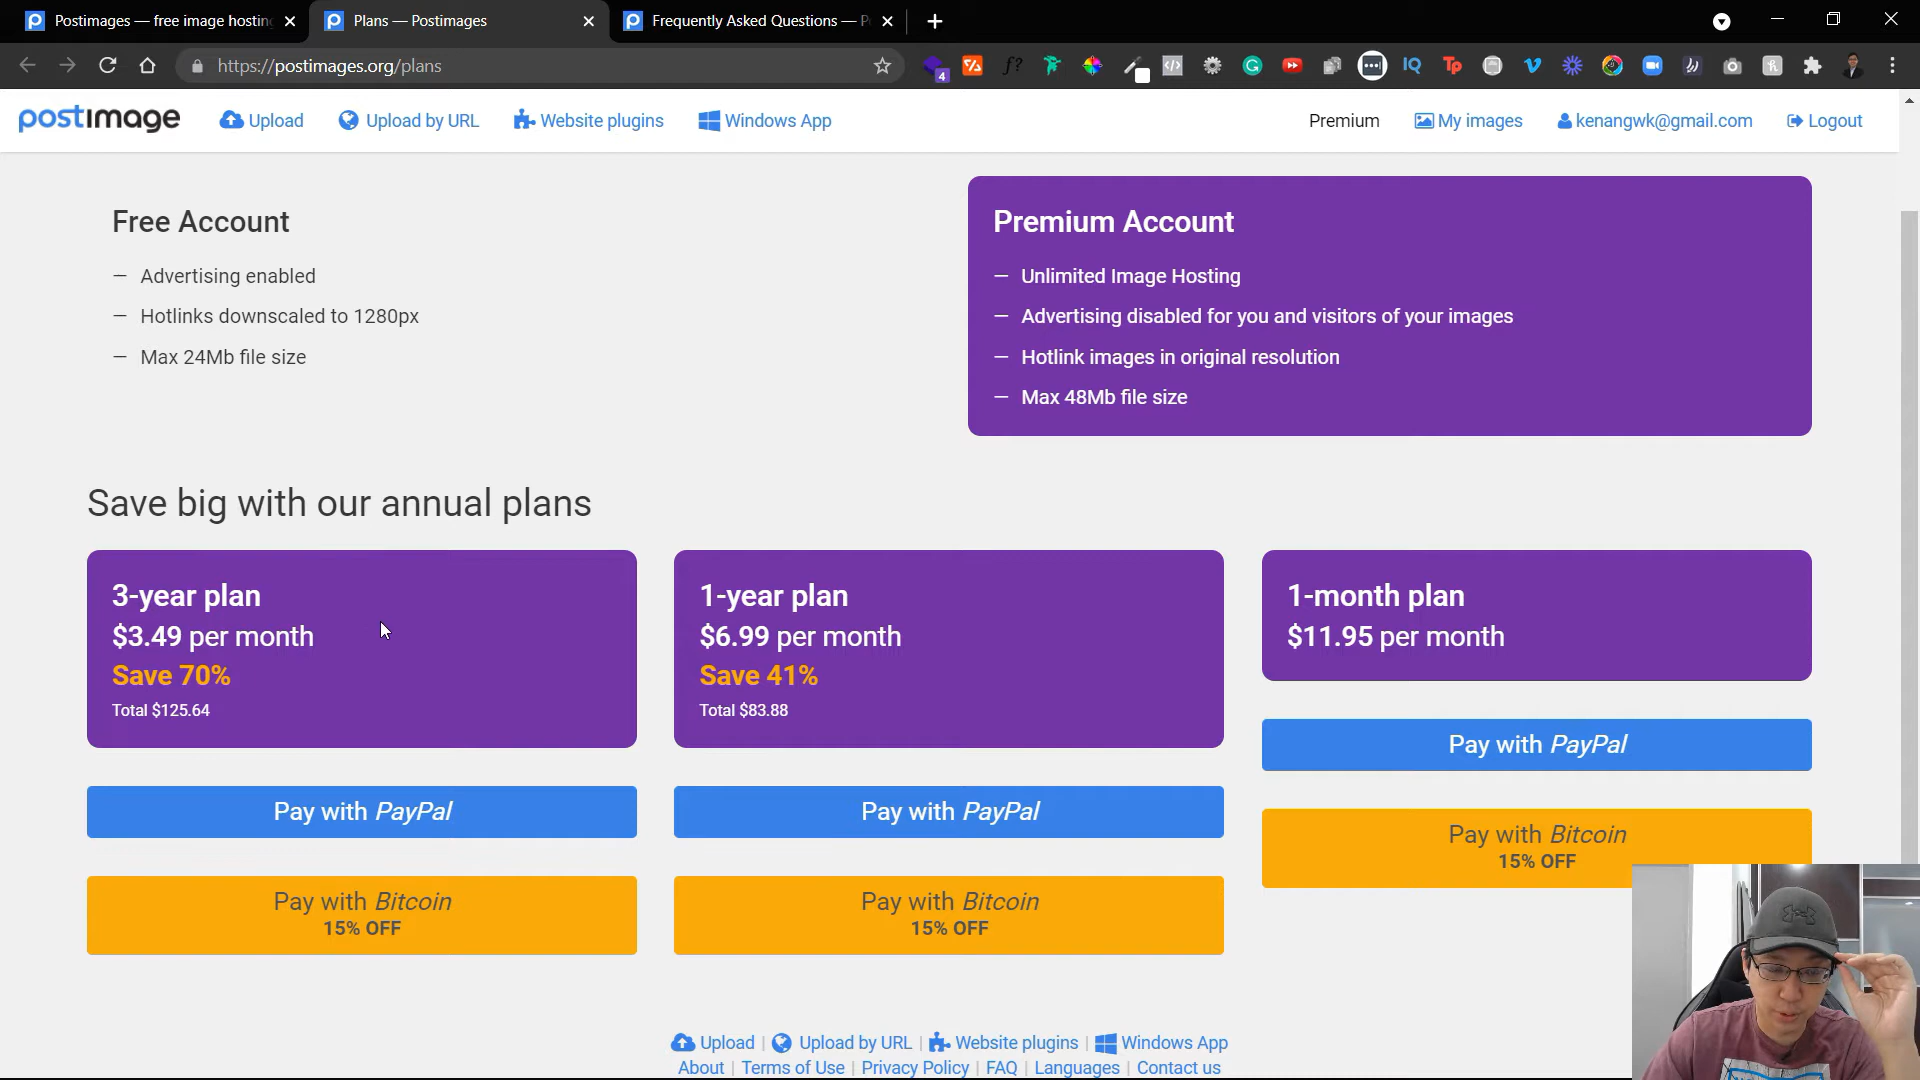 Postimages — free image hosting
Plans — Postimages
Frequently Asked Questions — P
https://postimages.org/plans
4
f?
IQ
Tp
postimage
Upload
Upload by URL
Website plugins
Windows App
Premium
My images
kenangwk@gmail.com
Logout
Free Account
— Advertising enabled
— Hotlinks downscaled to 1280px
— Max 24Mb file size
Premium Account
— Unlimited Image Hosting
— Advertising disabled for you and visitors of your images
— Hotlink images in original resolution
— Max 48Mb file size
Save big with our annual plans
3-year plan
$3.49 per month
Save 70%
Total $125.64
Pay with PayPal
Pay with Bitcoin
15% OFF
1-year plan
$6.99 per month
Save 41%
Total $83.88
Pay with PayPal
Pay with Bitcoin
15% OFF
1-month plan
$11.95 per month
Pay with PayPal
Pay with Bitcoin
15% OFF
Upload | Upload by URL | Website plugins | Windows App
About | Terms of Use | Privacy Policy | FAQ | Languages | Contact us